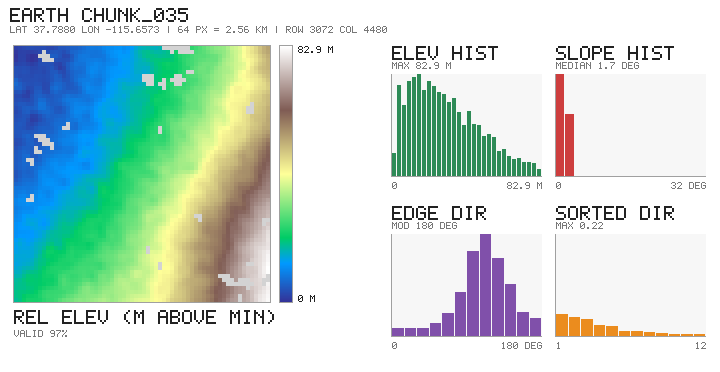 EARTH CHUNK_035
LAT 37.7880 LON -115.6573 | 64 PX = 2.56 KM | ROW 3072 COL 4480
82.9 M
0 M
REL ELEV (M ABOVE MIN)
VALID 97%
ELEV HIST
MAX 82.9 M
0 82.9 M
SLOPE HIST
MEDIAN 1.7 DEG
0 32 DEG
EDGE DIR
MOD 180 DEG
0 180 DEG
SORTED DIR
MAX 0.22
1 12